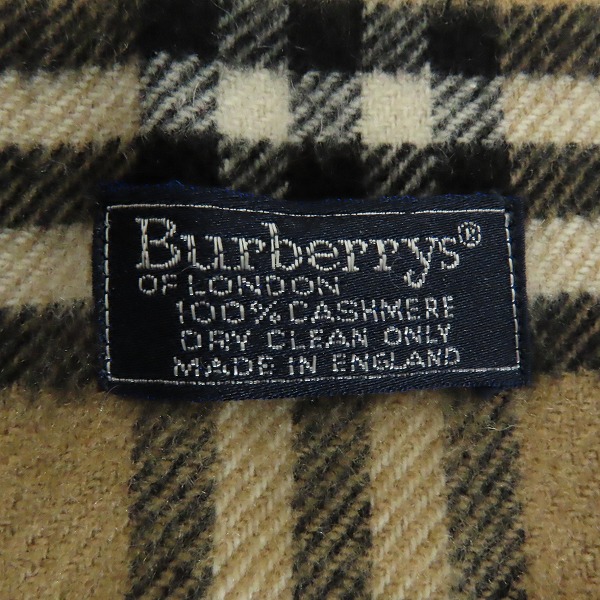 Burberrys®
OF LONDON
100% CASHMERE
DRY CLEAN ONLY
MADE IN ENGLAND